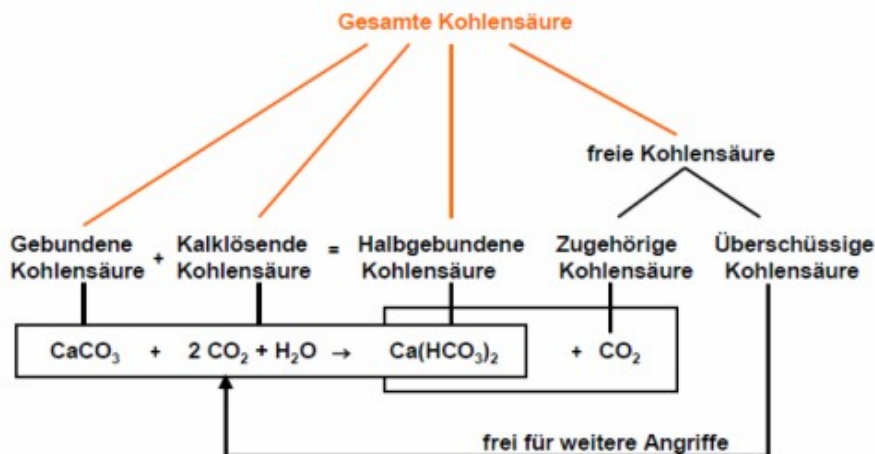 Gesamte Kohlensäure
freie Kohlensäure
Gebundene Kohlensäure + Kalklösende Kohlensäure = Halbgebundene Kohlensäure Zugehörige Kohlensäure Überschüssige Kohlensäure
CaCO₃ + 2 CO₂ + H₂O → Ca(HCO₃)₂ + CO₂
frei für weitere Angriffe